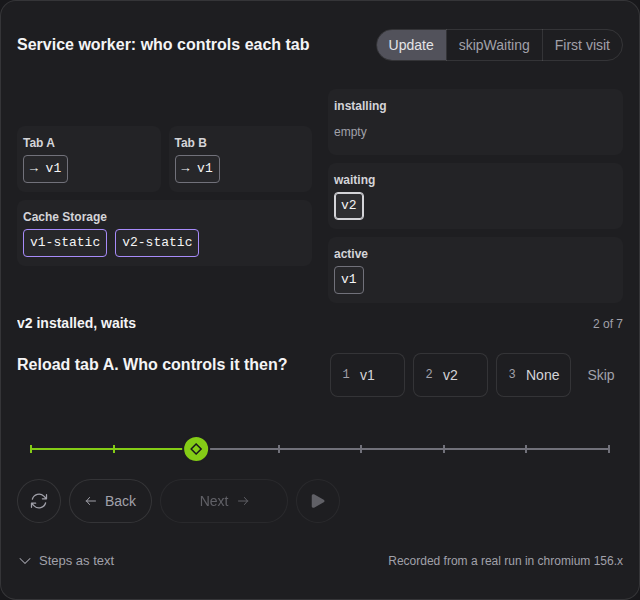 Service worker: who controls each tab
Update
skipWaiting
First visit
Tab A
→ v1
Tab B
→ v1
Cache Storage
v1-static
v2-static
installing
empty
waiting
v2
active
v1
v2 installed, waits
2 of 7
Reload tab A. Who controls it then?
1 v1
2 v2
3 None
Skip
← Back
Next →
Steps as text
Recorded from a real run in chromium 156.x